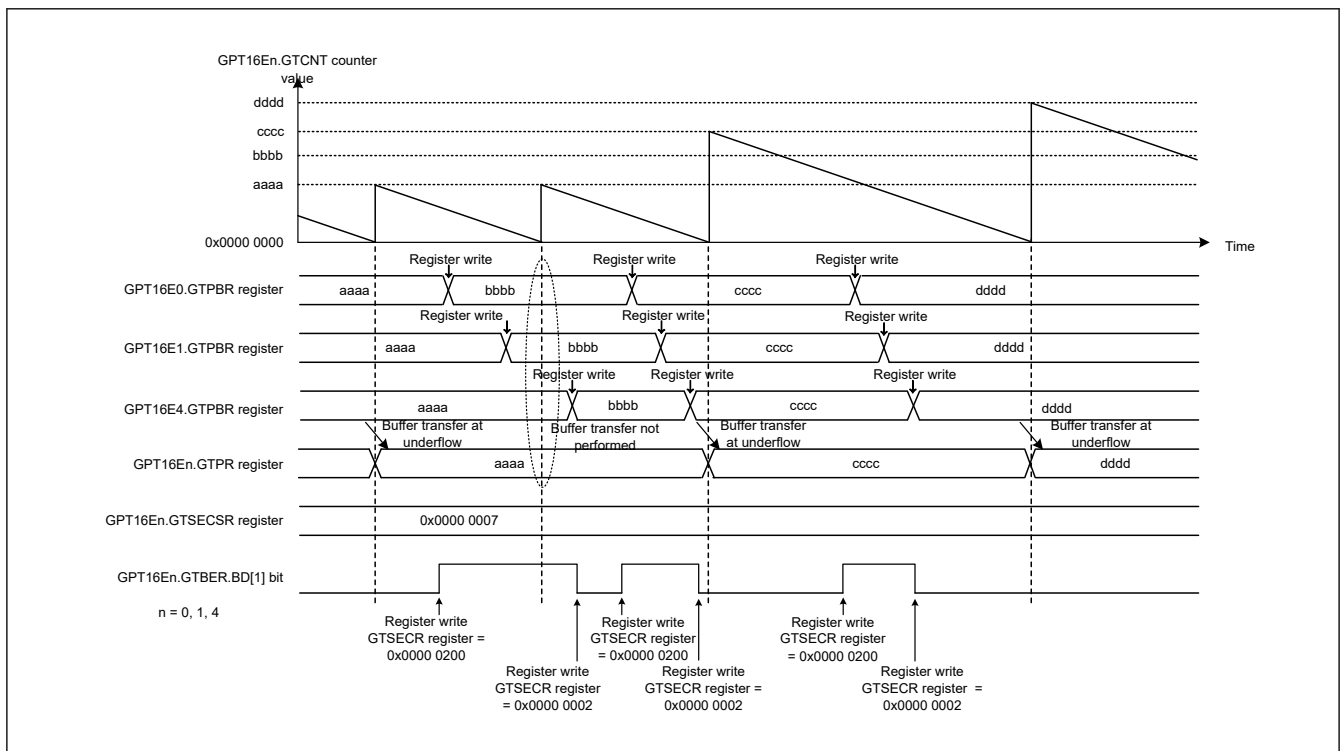 GPT16En.GTCNT counter
value
dddd
cccc
bbbb
aaaa
0x0000 0000
Time
Register write Register write Register write
GPT16E0.GTPBR register aaaa bbbb cccc dddd
Register write Register write Register write
GPT16E1.GTPBR register aaaa bbbb cccc dddd
Register write Register write Register write
GPT16E4.GTPBR register aaaa bbbb cccc dddd
Buffer transfer at
underflow
Buffer transfer not
performed
Buffer transfer
at underflow
Buffer transfer at
underflow
GPT16En.GTPR register aaaa cccc dddd
GPT16En.GTSECSR register 0x0000 0007
GPT16En.GTBER.BD[1] bit
n = 0, 1, 4
Register write
GTSECR register =
0x0000 0200
Register write
GTSECR register
= 0x0000 0002
Register write
GTSECR register
= 0x0000 0200
Register write
GTSECR register =
0x0000 0002
Register write
GTSECR register
= 0x0000 0200
Register write
GTSECR register =
0x0000 0002